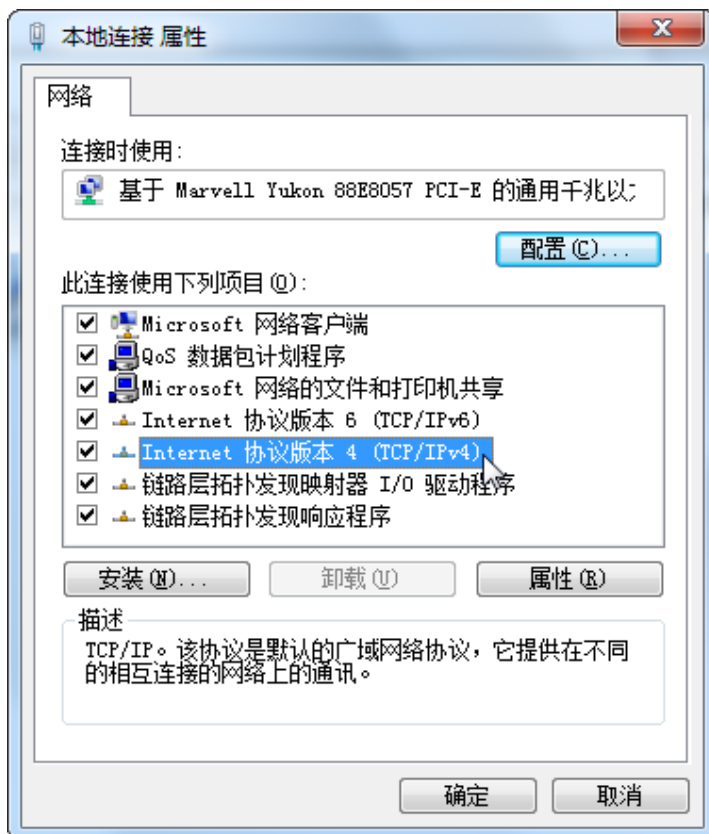 本地连接 属性
网络
连接时使用:
基于 Marvell Yukon 88E8057 PCI-E 的通用千兆以
配置(C)...
此连接使用下列项目(O):
Microsoft 网络客户端
QoS 数据包计划程序
Microsoft 网络的文件和打印机共享
Internet 协议版本 6 (TCP/IPv6)
Internet 协议版本 4 (TCP/IPv4)
链路层拓扑发现映射器 I/O 驱动程序
链路层拓扑发现响应程序
安装(N)... 卸载(U) 属性(R)
描述
TCP/IP。该协议是默认的广域网络协议，它提供在不同
的相互连接的网络上的通讯。
确定 取消